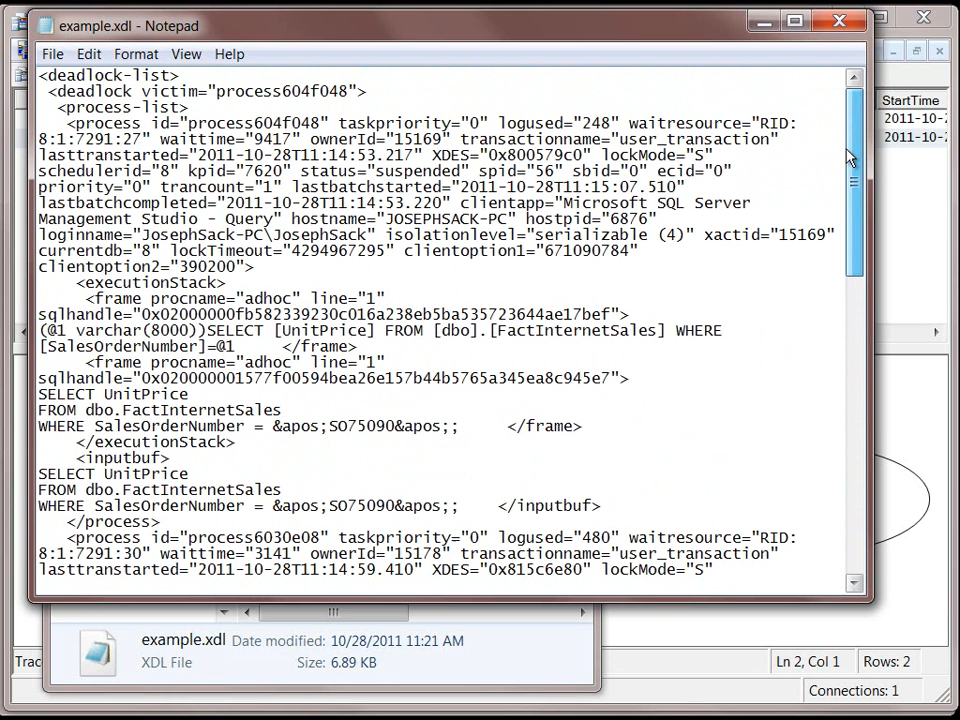 example.xdl - Notepad
File Edit Format View Help
<deadlock-list>
<deadlock victim="process604f048">
<process-list>
<process id="process604f048" taskpriority="0" logused="248" waitresource="RID:
8:1:7291:27" waittime="9417" ownerId="15169" transactionname="user_transaction"
lasttranstarted="2011-10-28T11:14:53.217" XDES="0x800579c0" lockMode="S"
schedulerid="8" kpid="7620" status="suspended" spid="56" sbid="0" ecid="0"
priority="0" trancount="1" lastbatchstarted="2011-10-28T11:15:07.510"
lastbatchcompleted="2011-10-28T11:14:53.220" clientapp="Microsoft SQL Server
Management Studio - Query" hostname="JOSEPHSACK-PC" hostpid="6876"
loginname="JosephSack-PC\JosephSack" isolationlevel="serializable (4)" xactid="15169"
currentdb="8" lockTimeout="4294967295" clientoption1="671090784"
clientoption2="390200">
<executionStack>
<frame procname="adhoc" line="1"
sqlhandle="0x02000000fb582339230c016a238eb5ba535723644ae17bef">
(@1 varchar(8000))SELECT [UnitPrice] FROM [dbo].[FactInternetSales] WHERE
[SalesOrderNumber]=@1 </frame>
<frame procname="adhoc" line="1"
sqlhandle="0x020000001577f00594bea26e157b44b5765a345ea8c945e7">
SELECT UnitPrice
FROM dbo.FactInternetSales
WHERE SalesOrderNumber = &apos;SO75090&apos;; </frame>
</executionStack>
<inputbuf>
SELECT UnitPrice
FROM dbo.FactInternetSales
WHERE SalesOrderNumber = &apos;SO75090&apos;; </inputbuf>
</process>
<process id="process6030e08" taskpriority="0" logused="480" waitresource="RID:
8:1:7291:30" waittime="3141" ownerId="15178" transactionname="user_transaction"
lasttranstarted="2011-10-28T11:14:59.410" XDES="0x815c6e80" lockMode="S"
StartTime
2011-10-2
2011-10-2
example.xdl Date modified: 10/28/2011 11:21 AM
XDL File Size: 6.89 KB
Trac
Ln 2, Col 1 Rows: 2
Connections: 1